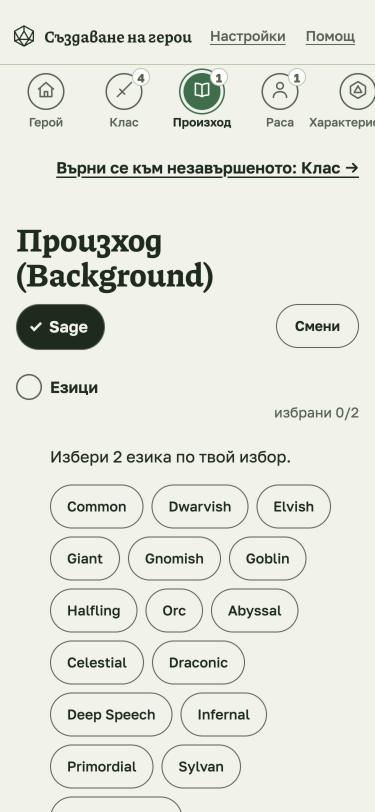 Създаване на герои Настройки Помощ
4 1 1
Герой Клас Произход Раса Характерис
Върни се към незавършеното: Клас →
Произход
(Background)
✓ Sage Смени
Езици
избрани 0/2
Избери 2 езика по твой избор.
Common Dwarvish Elvish
Giant Gnomish Goblin
Halfling Orc Abyssal
Celestial Draconic
Deep Speech Infernal
Primordial Sylvan